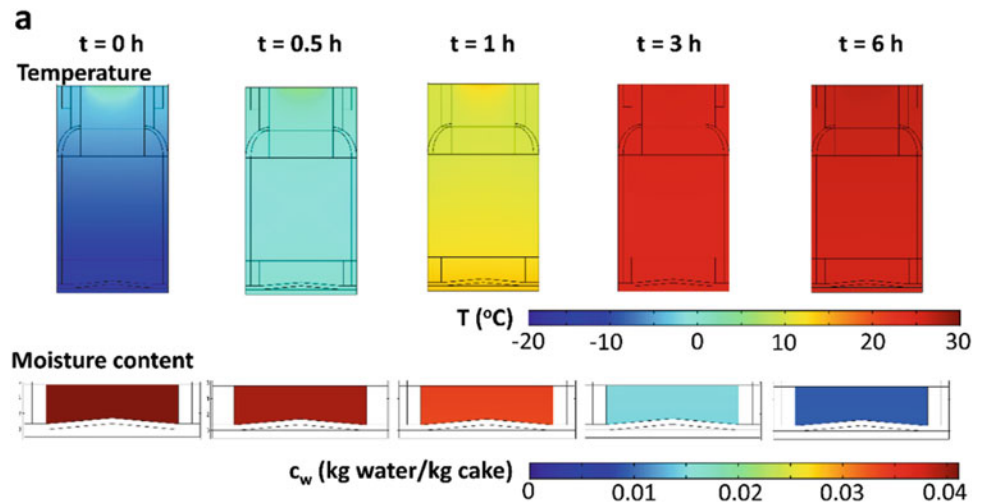 a
t = 0 h t = 0.5 h t = 1 h t = 3 h t = 6 h
Temperature
T (°C)
-20 -10 0 10 20 30
Moisture content
c_w (kg water/kg cake)
0 0.01 0.02 0.03 0.04